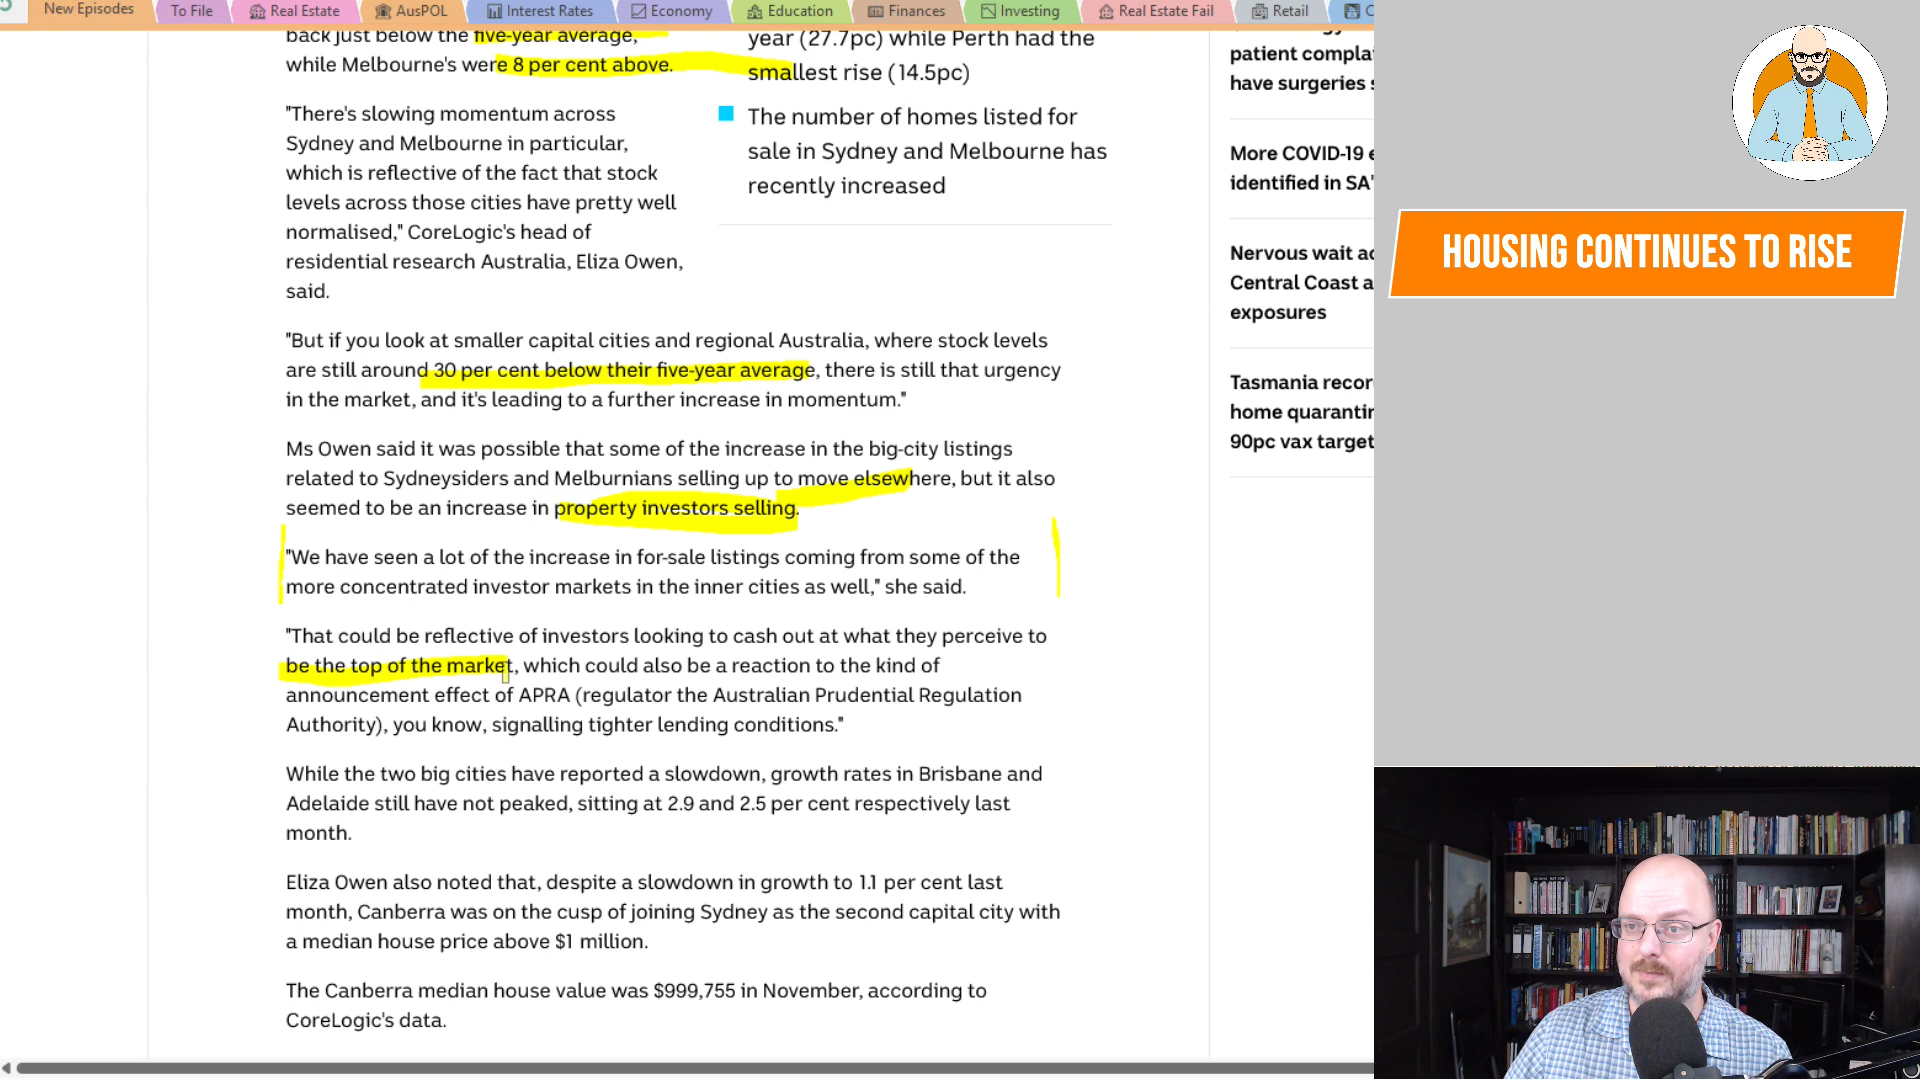 New Episodes
To File
Real Estate
AusPOL
Interest Rates
Economy
Education
Finances
Investing
Real Estate Fail
Retail
back just below the five-year average,
while Melbourne's were 8 per cent above.
"There's slowing momentum across
Sydney and Melbourne in particular,
which is reflective of the fact that stock
levels across those cities have pretty well
normalised," CoreLogic's head of
residential research Australia, Eliza Owen,
said.
year (27.7pc) while Perth had the
smallest rise (14.5pc)
The number of homes listed for
sale in Sydney and Melbourne has
recently increased
"But if you look at smaller capital cities and regional Australia, where stock levels
are still around 30 per cent below their five-year average, there is still that urgency
in the market, and it's leading to a further increase in momentum."
Ms Owen said it was possible that some of the increase in the big-city listings
related to Sydneysiders and Melburnians selling up to move elsewhere, but it also
seemed to be an increase in property investors selling.
"We have seen a lot of the increase in for-sale listings coming from some of the
more concentrated investor markets in the inner cities as well," she said.
"That could be reflective of investors looking to cash out at what they perceive to
be the top of the market, which could also be a reaction to the kind of
announcement effect of APRA (regulator the Australian Prudential Regulation
Authority), you know, signalling tighter lending conditions."
While the two big cities have reported a slowdown, growth rates in Brisbane and
Adelaide still have not peaked, sitting at 2.9 and 2.5 per cent respectively last
month.
Eliza Owen also noted that, despite a slowdown in growth to 1.1 per cent last
month, Canberra was on the cusp of joining Sydney as the second capital city with
a median house price above $1 million.
The Canberra median house value was $999,755 in November, according to
CoreLogic's data.
patient compla
have surgeries
More COVID-19 e
identified in SA'
Nervous wait ac
Central Coast a
exposures
Tasmania recor
home quarantin
90pc vax target
HOUSING CONTINUES TO RISE